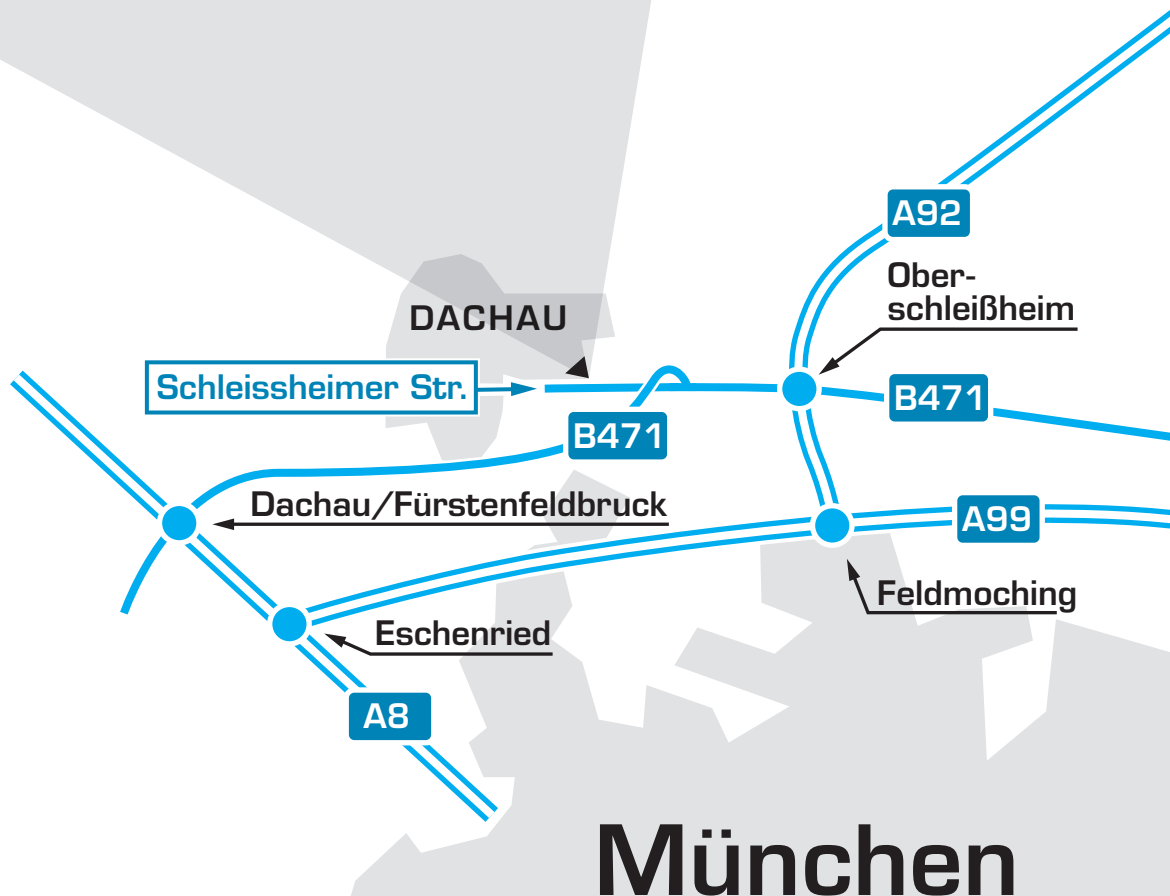 A92
Ober-
schleißheim
DACHAU
Schleissheimer Str.
B471
B471
Dachau/Fürstenfeldbruck
A99
Feldmoching
Eschenried
A8
München